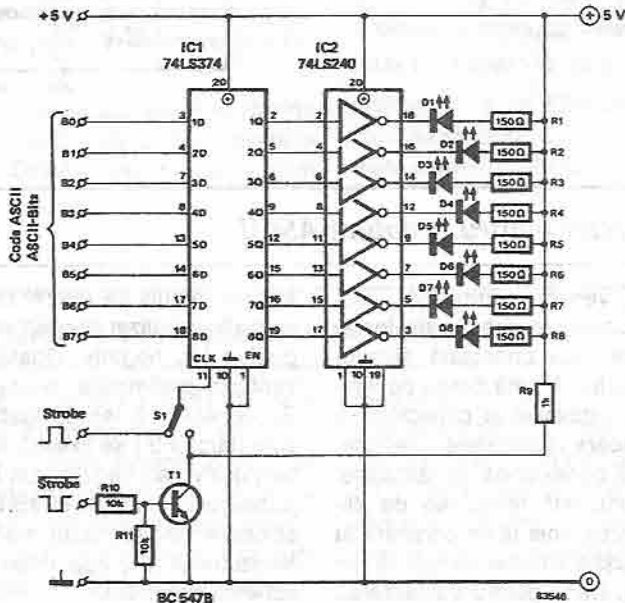 +5 V
5 V
IC1
74LS374
IC2
74LS240
20
20
Code ASCII
ASCII-Bits
B0 3 1D 1Q 2 2 18 D1 150Ω R1
B1 4 2D 2Q 5 4 16 D2 150Ω R2
B2 7 3D 3Q 6 6 14 D3 150Ω R3
B3 8 4D 4Q 9 8 12 D4 150Ω R4
B4 13 5D 5Q 12 11 9 D5 150Ω R5
B5 14 6D 6Q 15 13 7 D6 150Ω R6
B6 17 7D 7Q 16 15 5 D7 150Ω R7
B7 18 8D 8Q 19 17 3 D8 150Ω R8
CLK EN
11 10 1
1 10 19
S1
Strobe
R9
1k
Strobe
R10
10k
T1
R11
10k
BC547B
0
83546